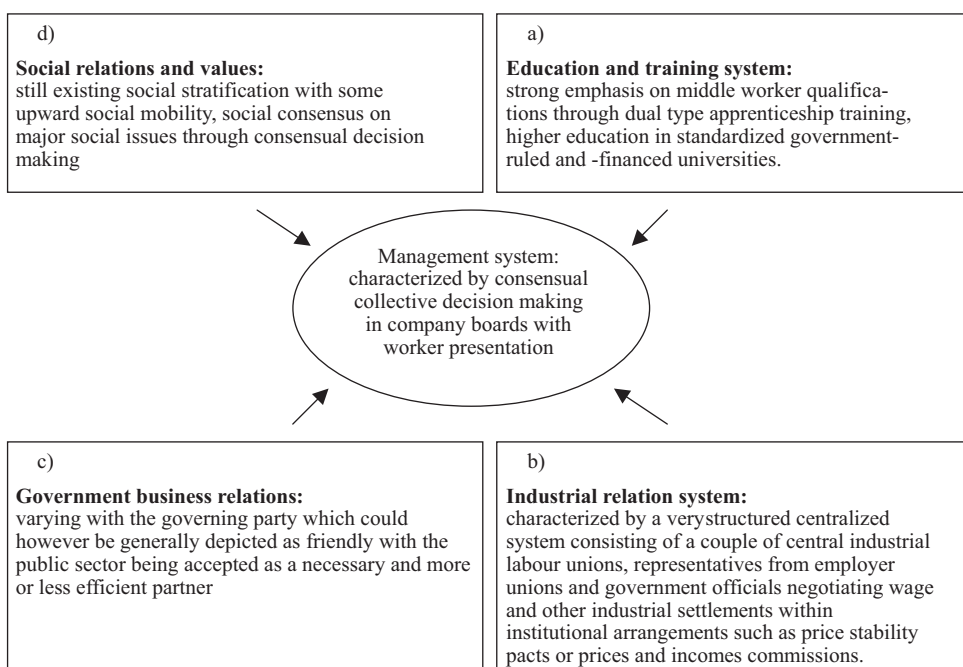 d)
Social relations and values:
still existing social stratification with some
upward social mobility, social consensus on
major social issues through consensual decision
making
a)
Education and training system:
strong emphasis on middle worker qualifica-
tions through dual type apprenticeship training,
higher education in standardized government-
ruled and -financed universities.
Management system:
characterized by consensual
collective decision making
in company boards with
worker presentation
c)
Government business relations:
varying with the governing party which could
however be generally depicted as friendly with the
public sector being accepted as a necessary and more
or less efficient partner
b)
Industrial relation system:
characterized by a verystructured centralized
system consisting of a couple of central industrial
labour unions, representatives from employer
unions and government officials negotiating wage
and other industrial settlements within
institutional arrangements such as price stability
pacts or prices and incomes commissions.